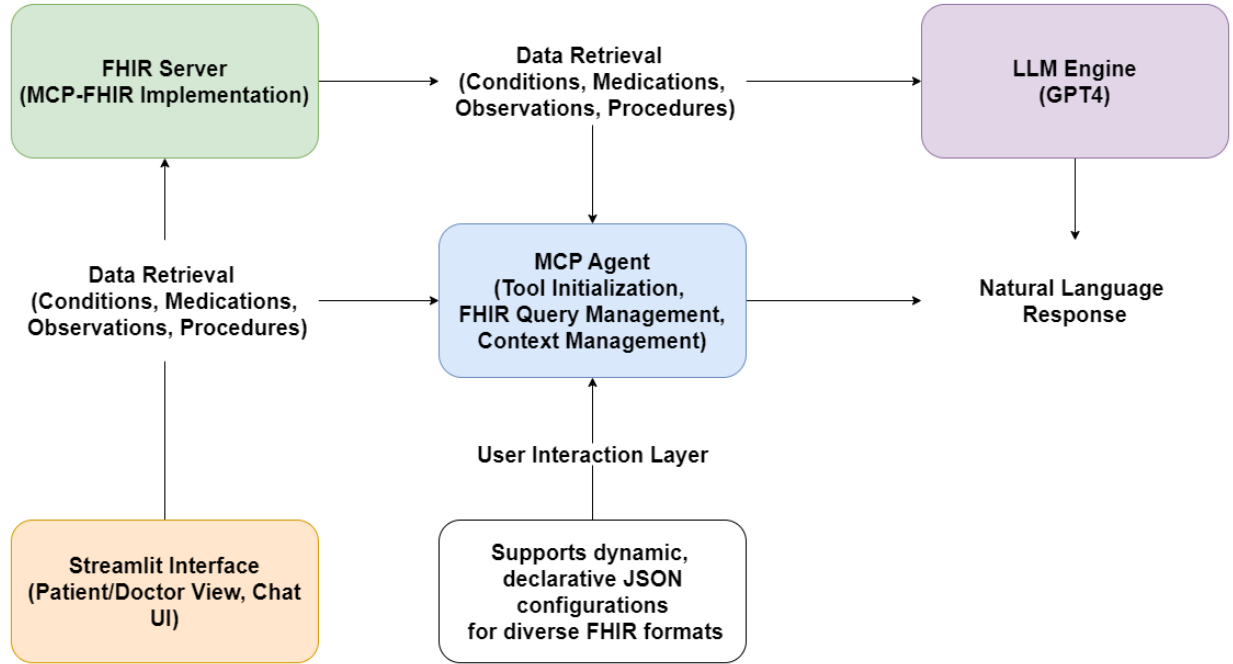 FHIR Server
(MCP-FHIR Implementation)
Data Retrieval
(Conditions, Medications,
Observations, Procedures)
LLM Engine
(GPT4)
Data Retrieval
(Conditions, Medications,
Observations, Procedures)
MCP Agent
(Tool Initialization,
FHIR Query Management,
Context Management)
Natural Language
Response
User Interaction Layer
Streamlit Interface
(Patient/Doctor View, Chat
UI)
Supports dynamic,
declarative JSON
configurations
for diverse FHIR formats